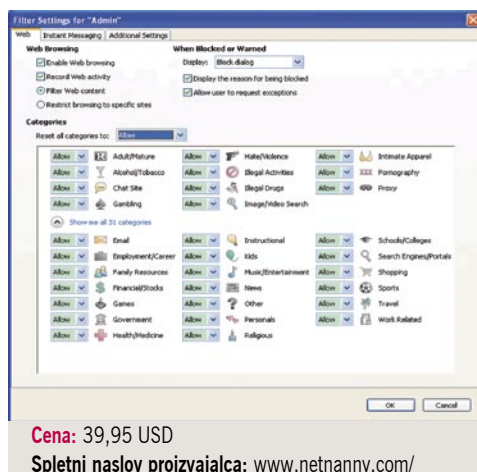 Filter Settings for "Admin"
Web Instant Messaging Additional Settings
Web Browsing When Blocked or Warned
Enable Web browsing Display: Block dialog
Record Web activity Display the reason for being blocked
Filter Web content Allow user to request exceptions
Restrict browsing to specific sites
Categories
Reset all categories to: Allow
Allow Adult/Mature Allow Hate/Violence Allow Intimate Apparel
Allow Alcohol/Tobacco Allow Illegal Activities Allow XXX Pornography
Allow Chat Site Allow Illegal Drugs Allow Proxy
Allow Gambling Allow Image/Video Search
Show me all 31 categories
Allow Email Allow Instructional Allow Schools/Colleges
Allow Employment/Career Allow Kids Allow Search Engines/Portals
Allow Family Resources Allow Music/Entertainment Allow Shopping
Allow Financial/Stocks Allow News Allow Sports
Allow Games Allow Other Allow Travel
Allow Government Allow Personals Allow Work Related
Allow Health/Medicine Allow Religious
OK Cancel
Cena: 39,95 USD
Spletni naslov proizvajalca: www.netnanny.com/